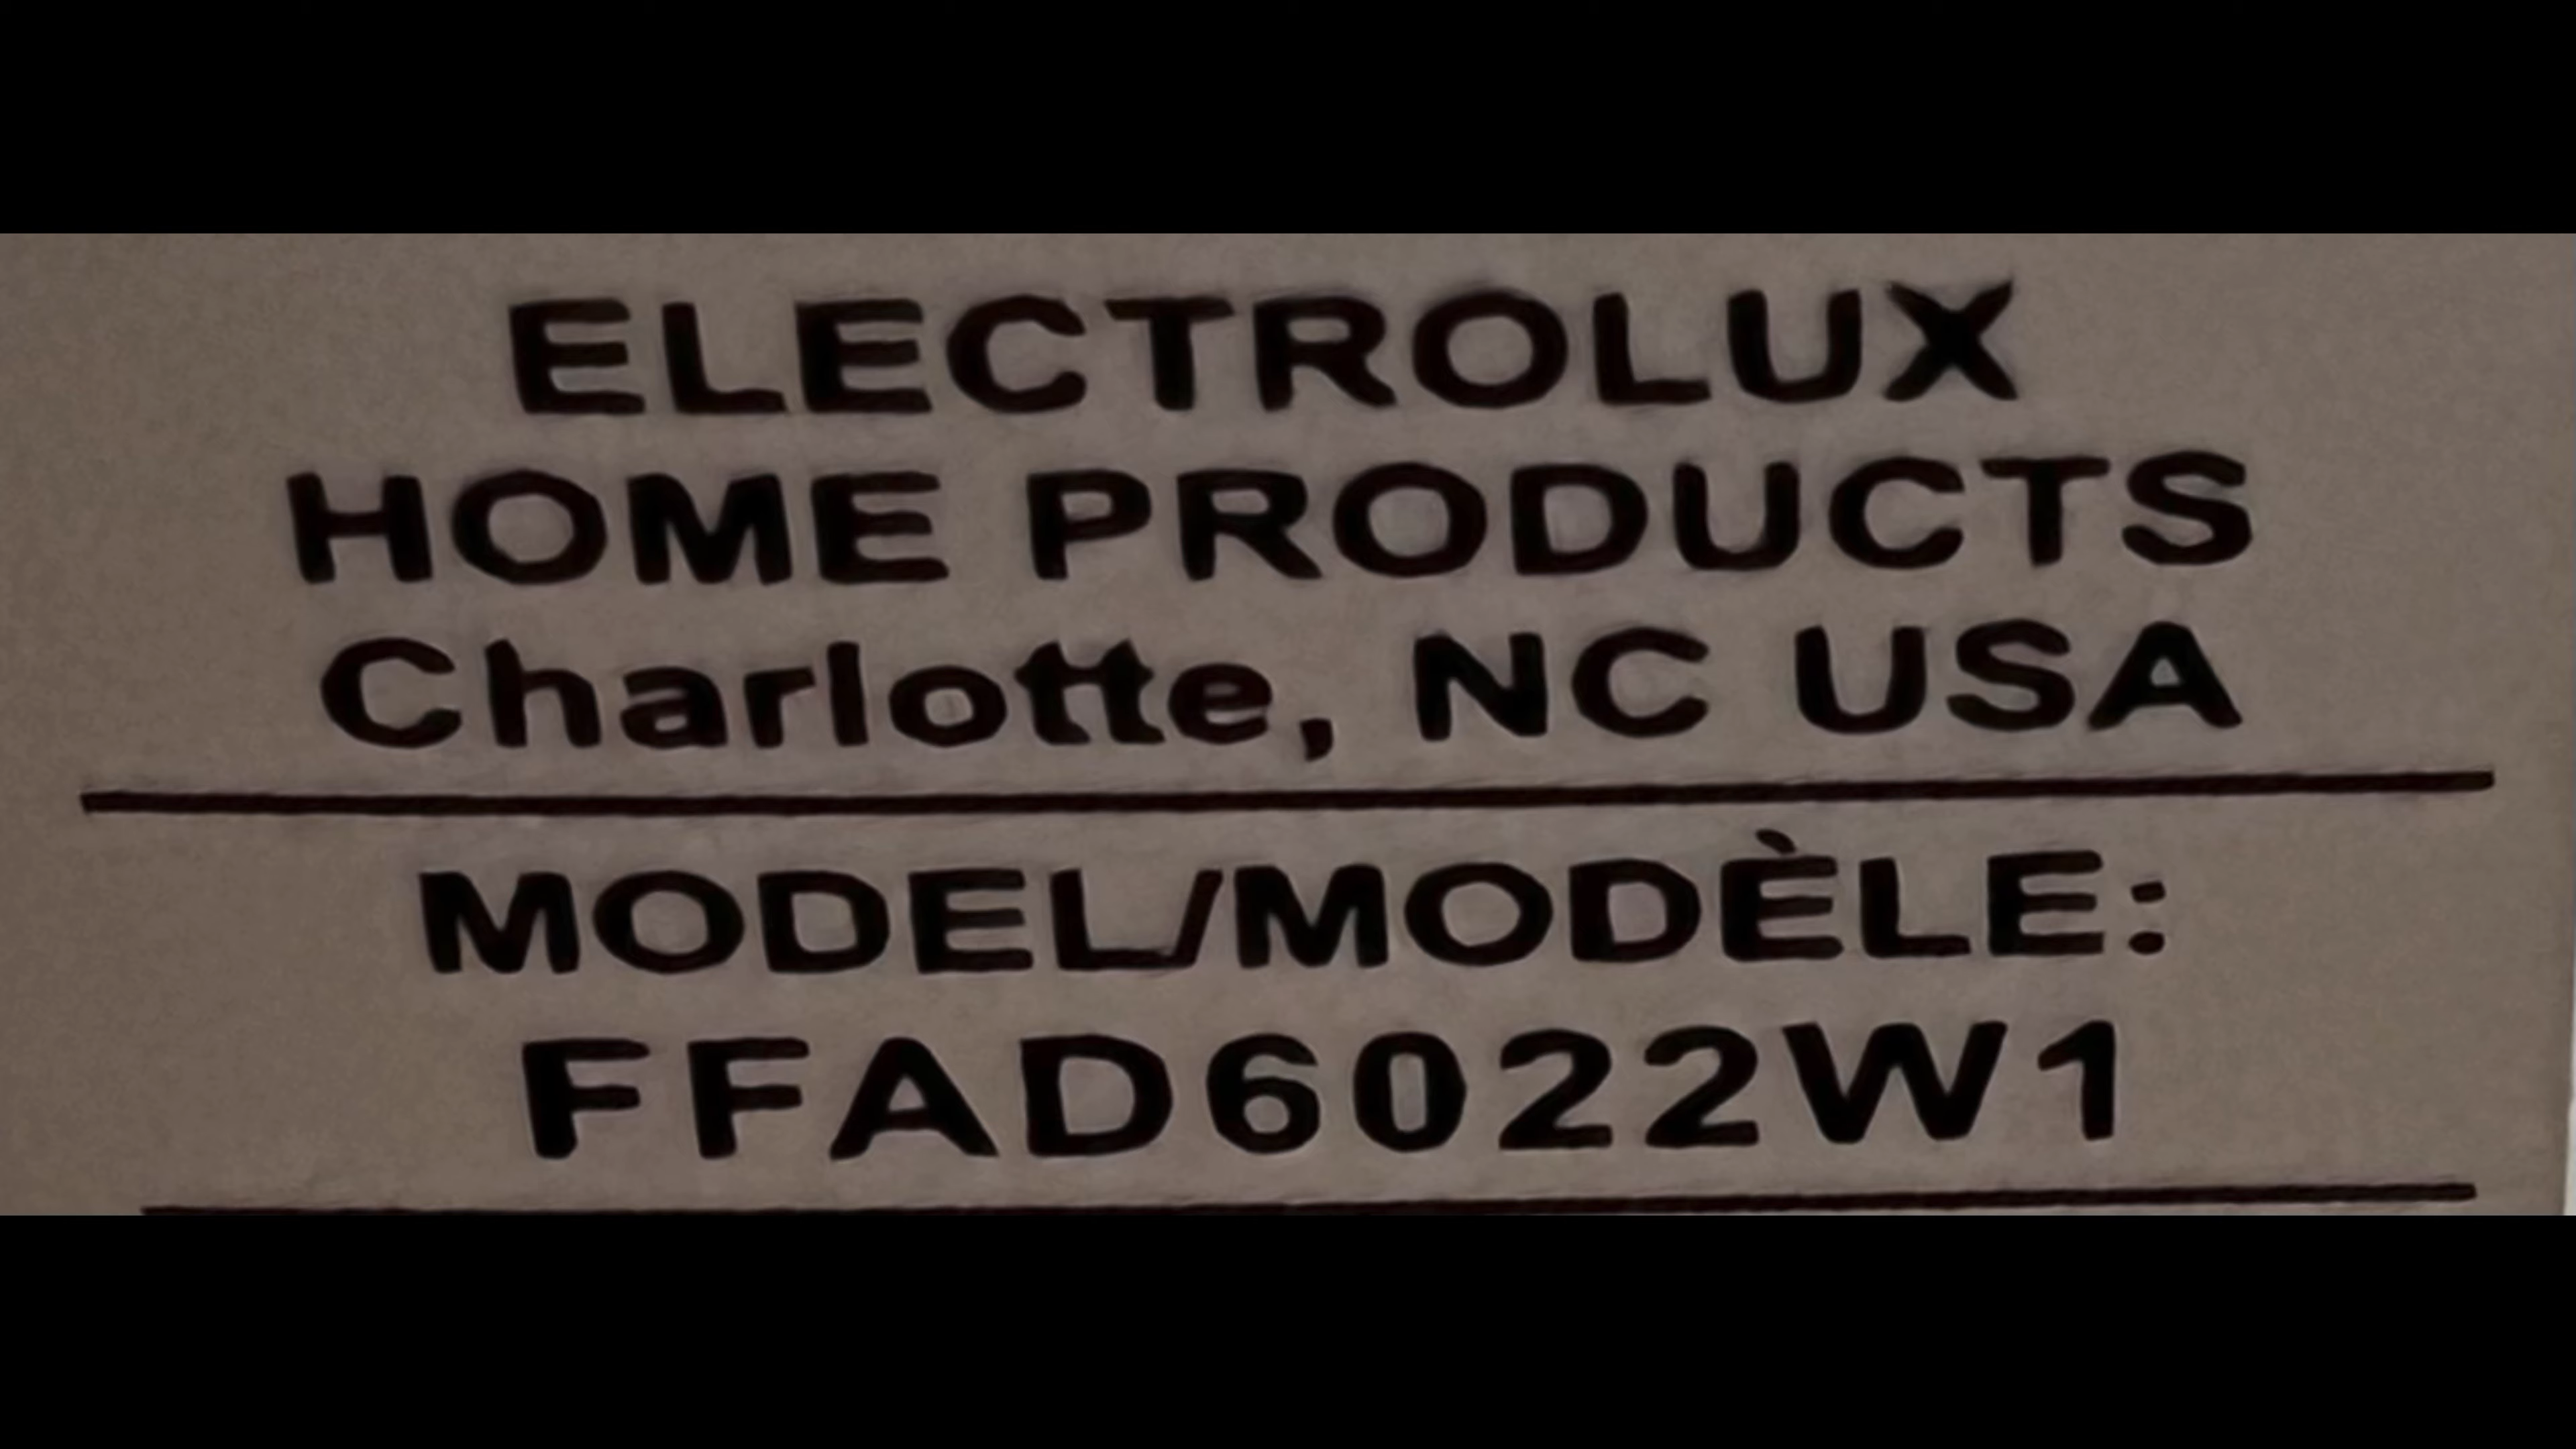 ELECTROLUX
HOME PRODUCTS
Charlotte, NC USA
MODEL/MODÈLE:
FFAD6022W1